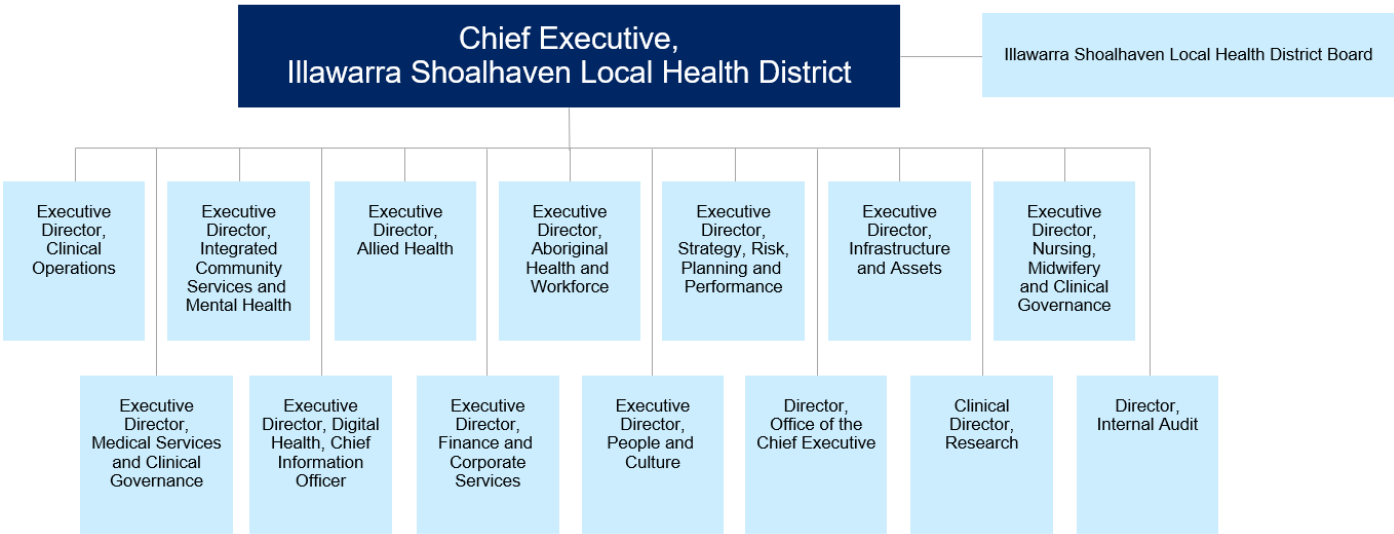 Chief Executive,
Illawarra Shoalhaven Local Health District
Illawarra Shoalhaven Local Health District Board
Executive
Director,
Clinical
Operations
Executive
Director,
Integrated
Community
Services and
Mental Health
Executive
Director,
Allied Health
Executive
Director,
Aboriginal
Health and
Workforce
Executive
Director,
Strategy, Risk,
Planning and
Performance
Executive
Director,
Infrastructure
and Assets
Executive
Director,
Nursing,
Midwifery
and Clinical
Governance
Executive
Director,
Medical Services
and Clinical
Governance
Executive
Director, Digital
Health, Chief
Information
Officer
Executive
Director,
Finance and
Corporate
Services
Executive
Director,
People and
Culture
Director,
Office of the
Chief Executive
Clinical
Director,
Research
Director,
Internal Audit